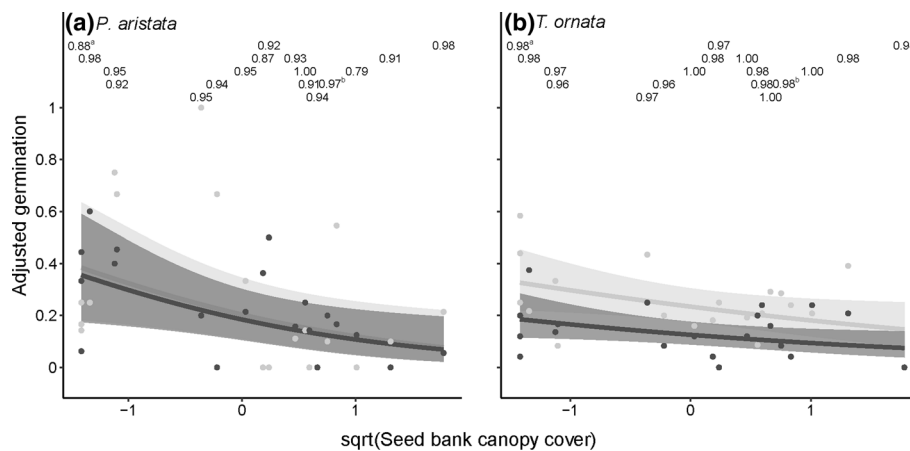 (a) P. aristata
0.88ᵃ 0.92 0.98
0.98 0.87 0.93 0.91
0.95 0.95 1.00 0.79
0.92 0.94 0.91 0.97ᵇ
0.95 0.94
(b) T. ornata
0.98ᵃ 0.97 0.9
0.98 0.98 1.00 0.98
0.97 1.00 0.98 1.00
0.96 0.96 0.98 0.98ᵇ
0.97 1.00
Adjusted germination
1
0.8
0.6
0.4
0.2
0
−1 0 1
−1 0 1
sqrt(Seed bank canopy cover)